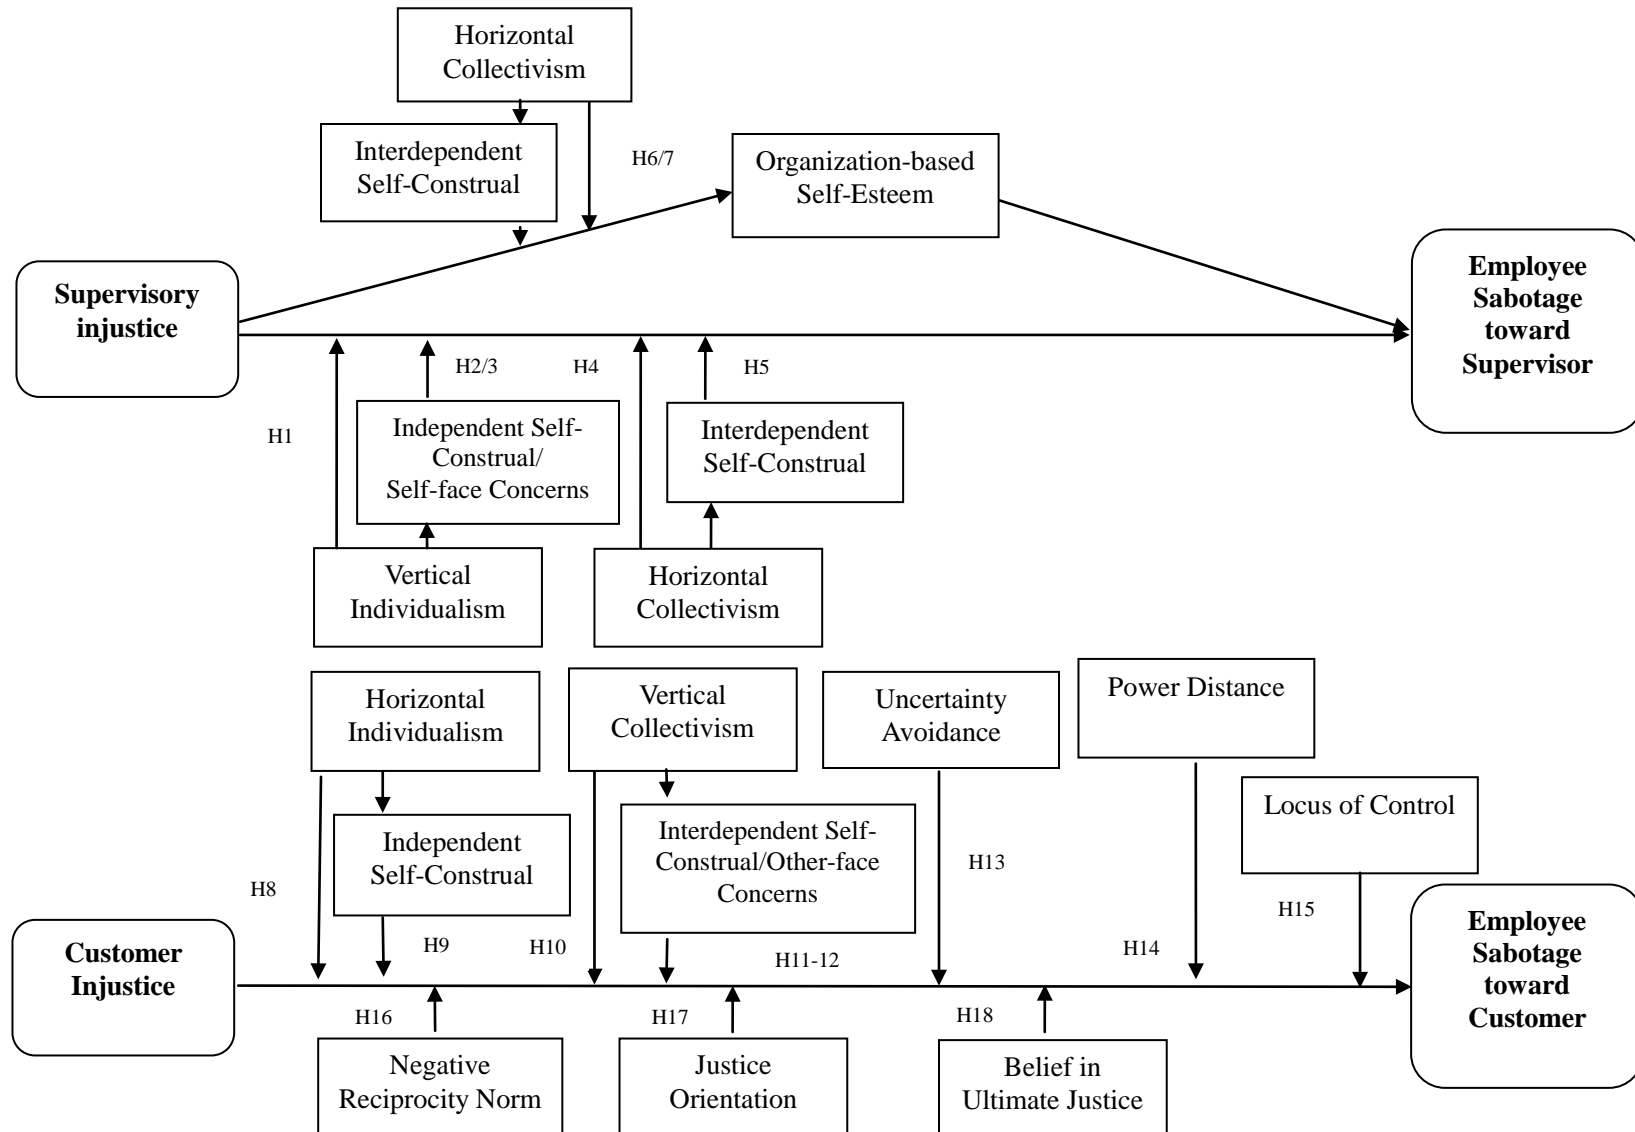 Horizontal
Collectivism
Interdependent
Self-Construal
H6/7
Organization-based
Self-Esteem
Supervisory
injustice
Employee
Sabotage
toward
Supervisor
H1
H2/3
H4
H5
Independent Self-
Construal/
Self-face Concerns
Interdependent
Self-Construal
Vertical
Individualism
Horizontal
Collectivism
Horizontal
Individualism
Vertical
Collectivism
Uncertainty
Avoidance
Power Distance
Locus of Control
Independent
Self-Construal
Interdependent Self-
Construal/Other-face
Concerns
H8
H9
H10
H11-12
H13
H14
H15
Customer
Injustice
Employee
Sabotage
toward
Customer
H16
H17
H18
Negative
Reciprocity Norm
Justice
Orientation
Belief in
Ultimate Justice